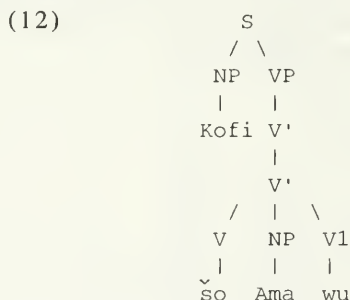 (12) S
NP VP
Kofi V'
V'
V NP V1
šo Ama wu